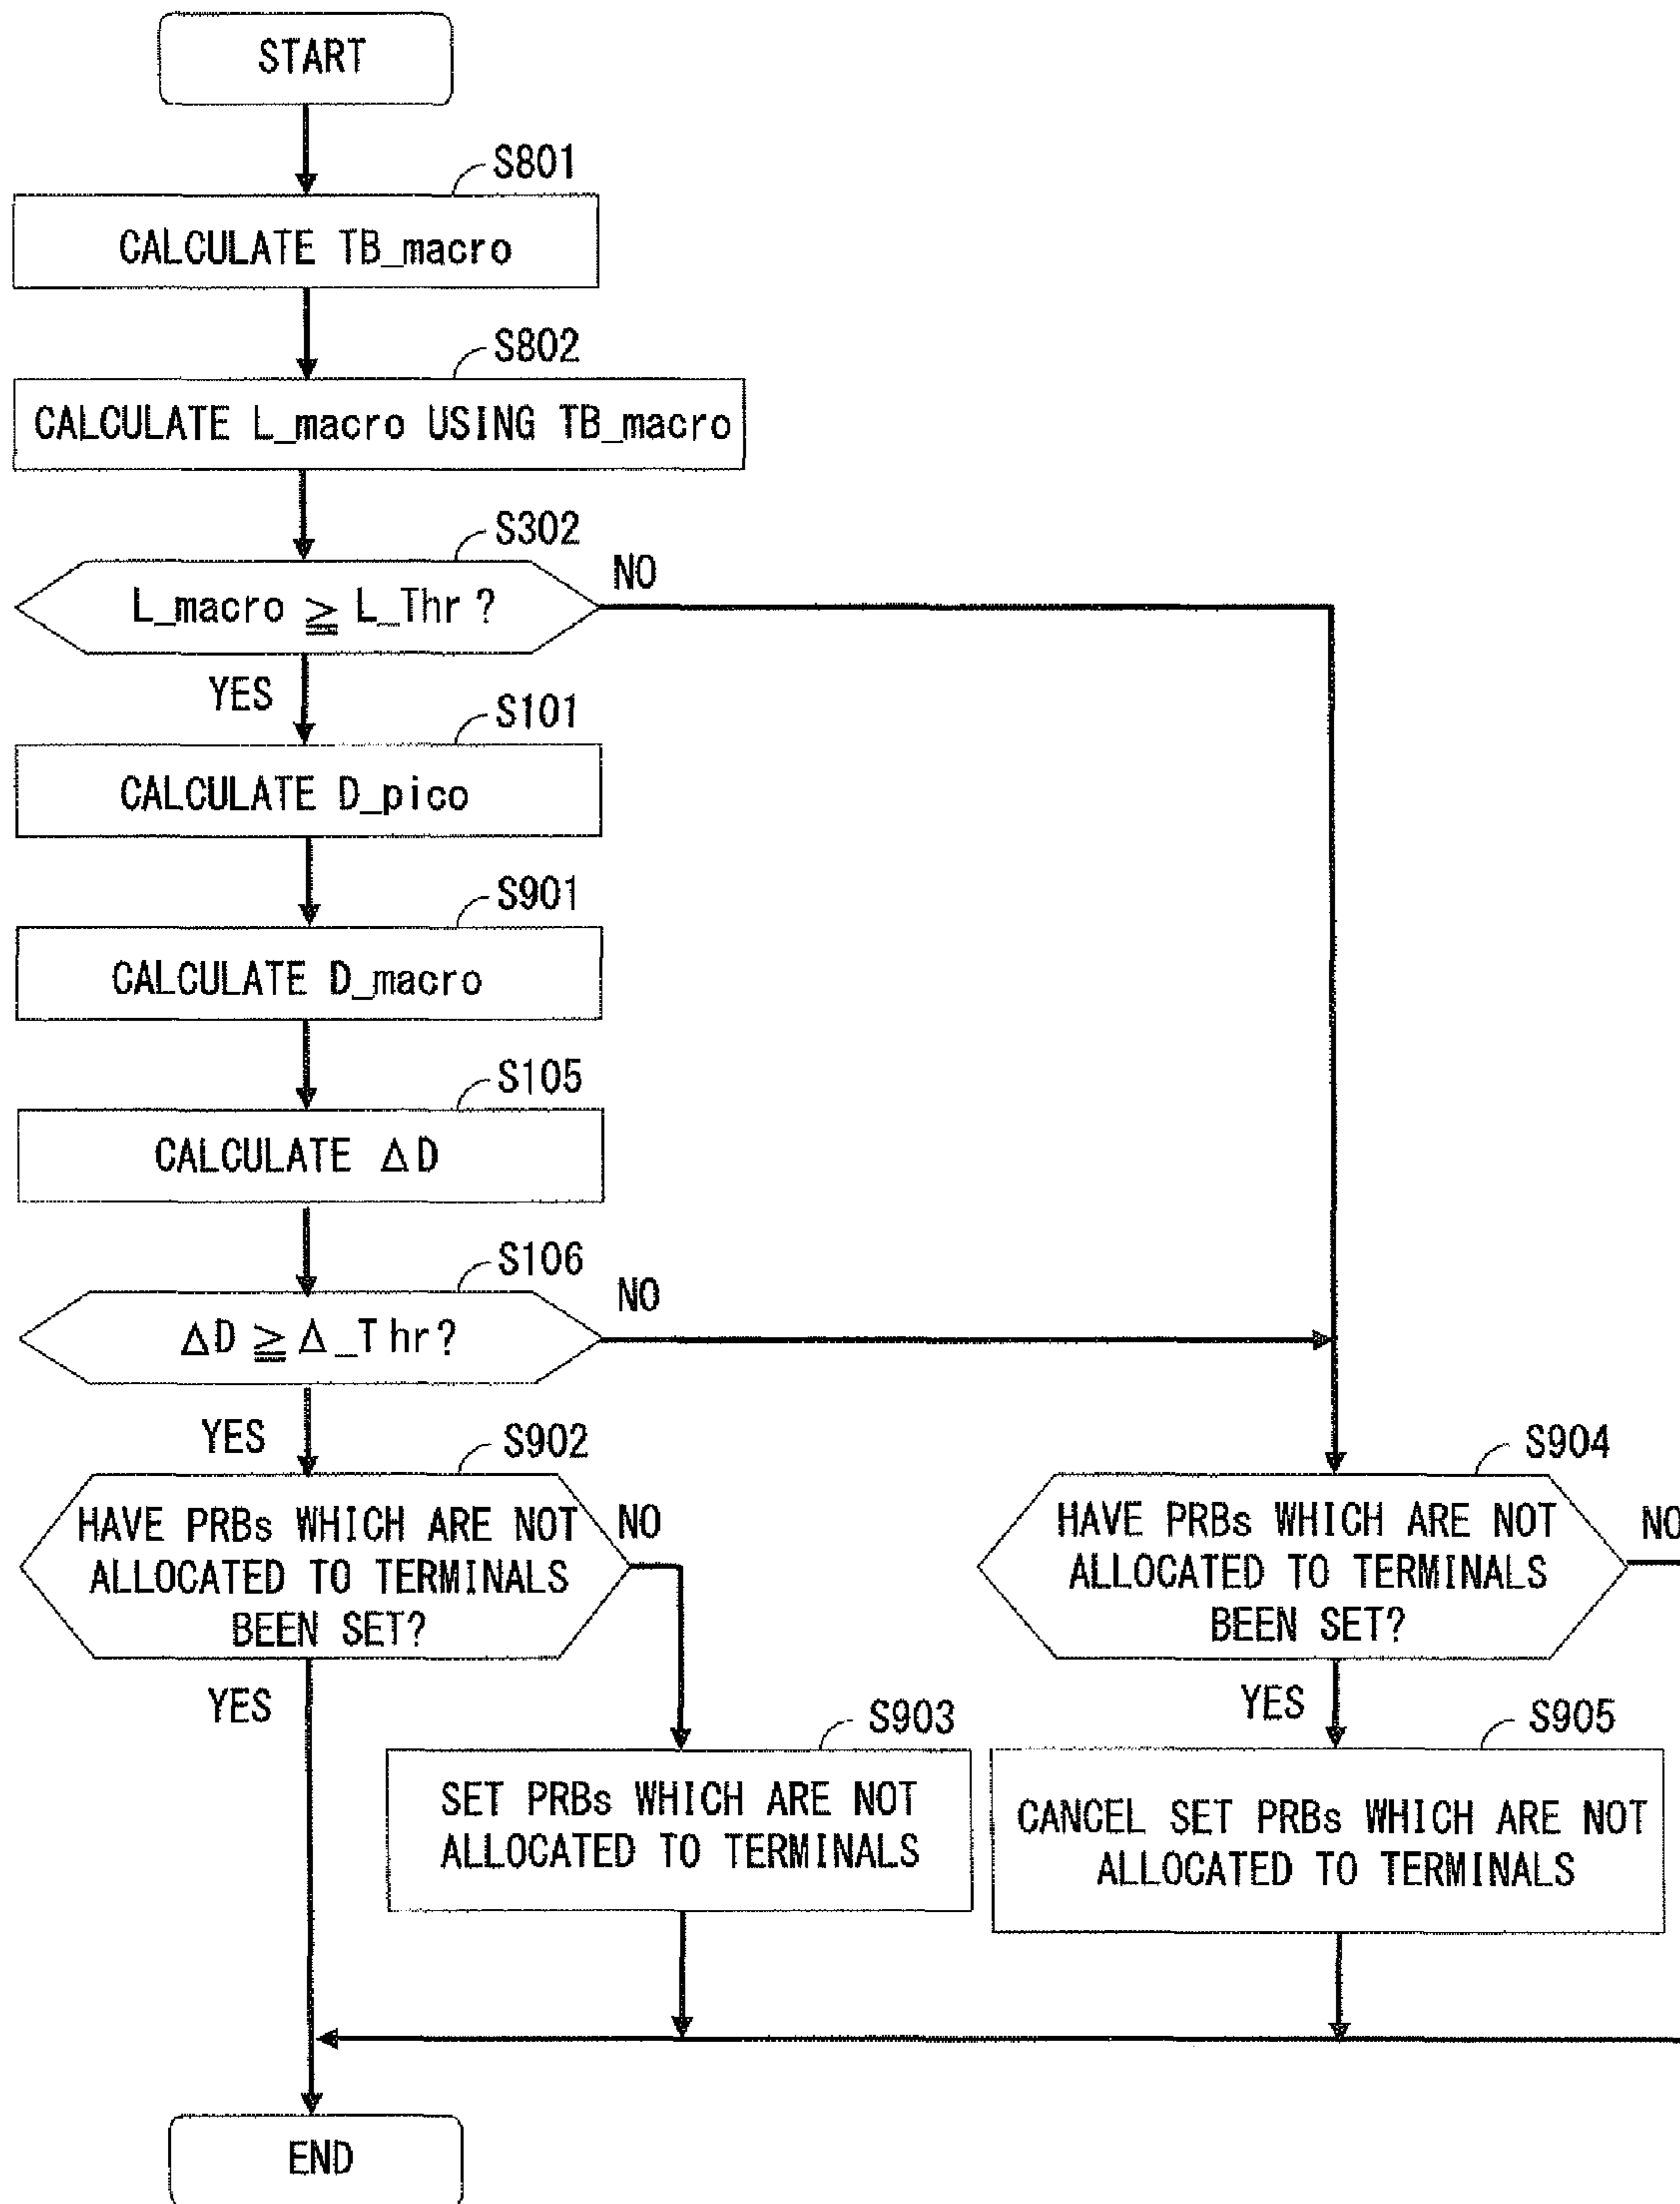 START
S801
CALCULATE TB_macro
S802
CALCULATE L_macro USING TB_macro
S302
L_macro ≧ L_Thr?
NO
YES
S101
CALCULATE D_pico
S901
CALCULATE D_macro
S105
CALCULATE ΔD
S106
ΔD ≧ Δ_Thr?
NO
YES
S902
HAVE PRBs WHICH ARE NOT
ALLOCATED TO TERMINALS
BEEN SET?
NO
YES
S904
HAVE PRBs WHICH ARE NOT
ALLOCATED TO TERMINALS
BEEN SET?
NO
YES
S903
SET PRBs WHICH ARE NOT
ALLOCATED TO TERMINALS
S905
CANCEL SET PRBs WHICH ARE NOT
ALLOCATED TO TERMINALS
END